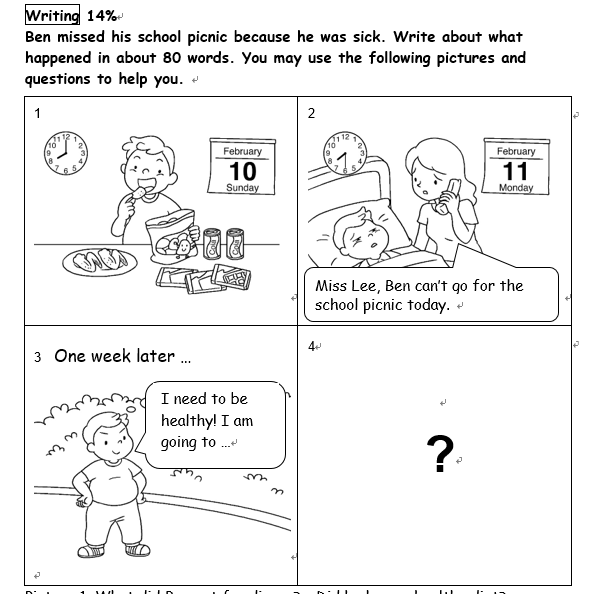 Writing 14%
Ben missed his school picnic because he was sick. Write about what
happened in about 80 words. You may use the following pictures and
questions to help you.
1
February
10
Sunday
2
February
11
Monday
Miss Lee, Ben can't go for the
school picnic today.
3 One week later …
I need to be
healthy! I am
going to …
4
?